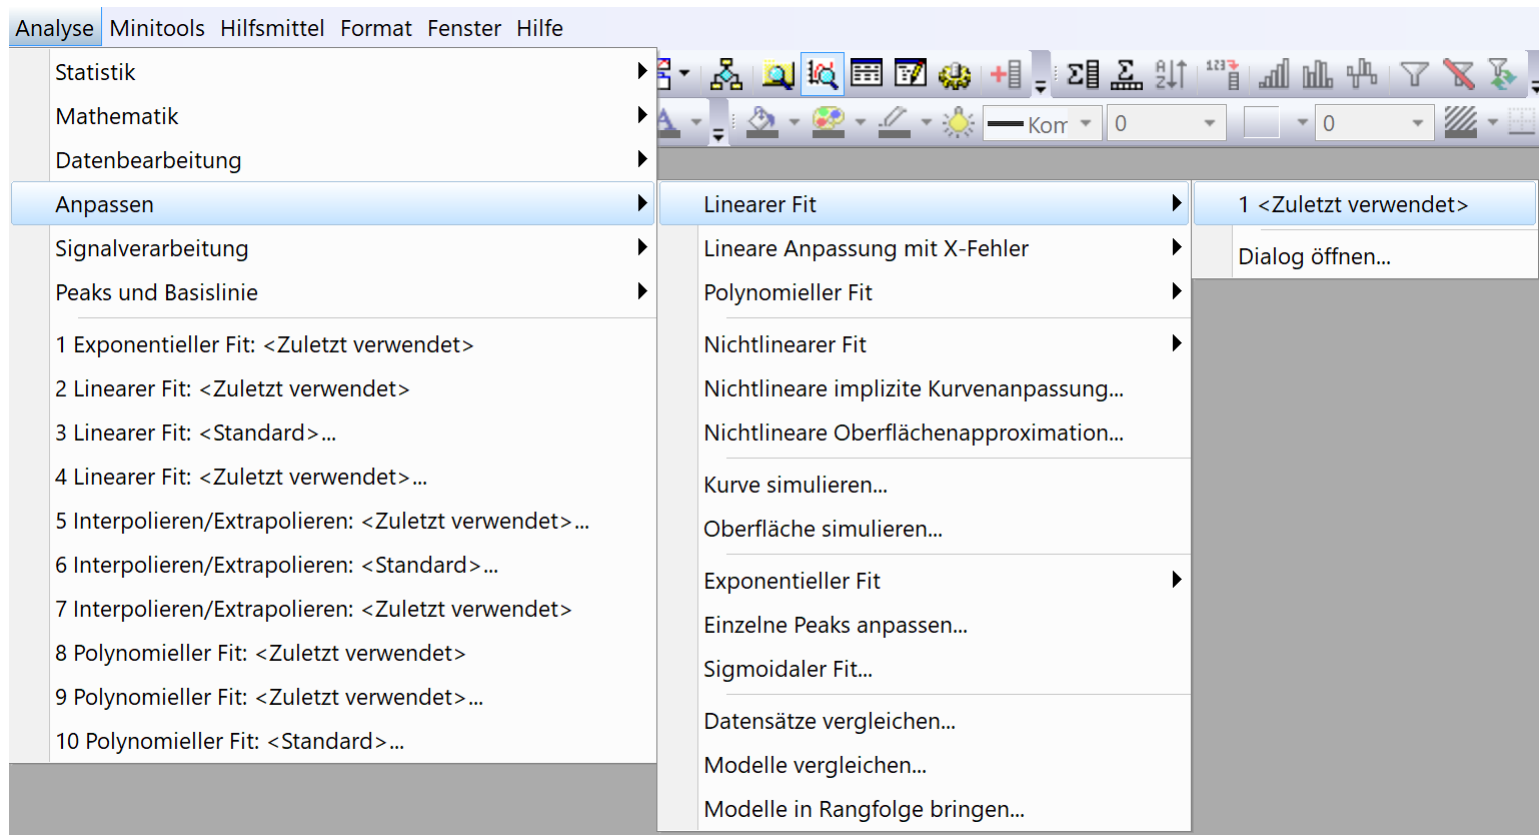 Analyse Minitools Hilfsmittel Format Fenster Hilfe
Statistik
Mathematik
Datenbearbeitung
Anpassen
Signalverarbeitung
Peaks und Basislinie
1 Exponentieller Fit: <Zuletzt verwendet>
2 Linearer Fit: <Zuletzt verwendet>
3 Linearer Fit: <Standard>...
4 Linearer Fit: <Zuletzt verwendet>...
5 Interpolieren/Extrapolieren: <Zuletzt verwendet>...
6 Interpolieren/Extrapolieren: <Standard>...
7 Interpolieren/Extrapolieren: <Zuletzt verwendet>
8 Polynomieller Fit: <Zuletzt verwendet>
9 Polynomieller Fit: <Zuletzt verwendet>...
10 Polynomieller Fit: <Standard>...
Kom 0 0
Linearer Fit
Lineare Anpassung mit X-Fehler
Polynomieller Fit
Nichtlinearer Fit
Nichtlineare implizite Kurvenanpassung...
Nichtlineare Oberflächenapproximation...
Kurve simulieren...
Oberfläche simulieren...
Exponentieller Fit
Einzelne Peaks anpassen...
Sigmoidaler Fit...
Datensätze vergleichen...
Modelle vergleichen...
Modelle in Rangfolge bringen...
1 <Zuletzt verwendet>
Dialog öffnen...